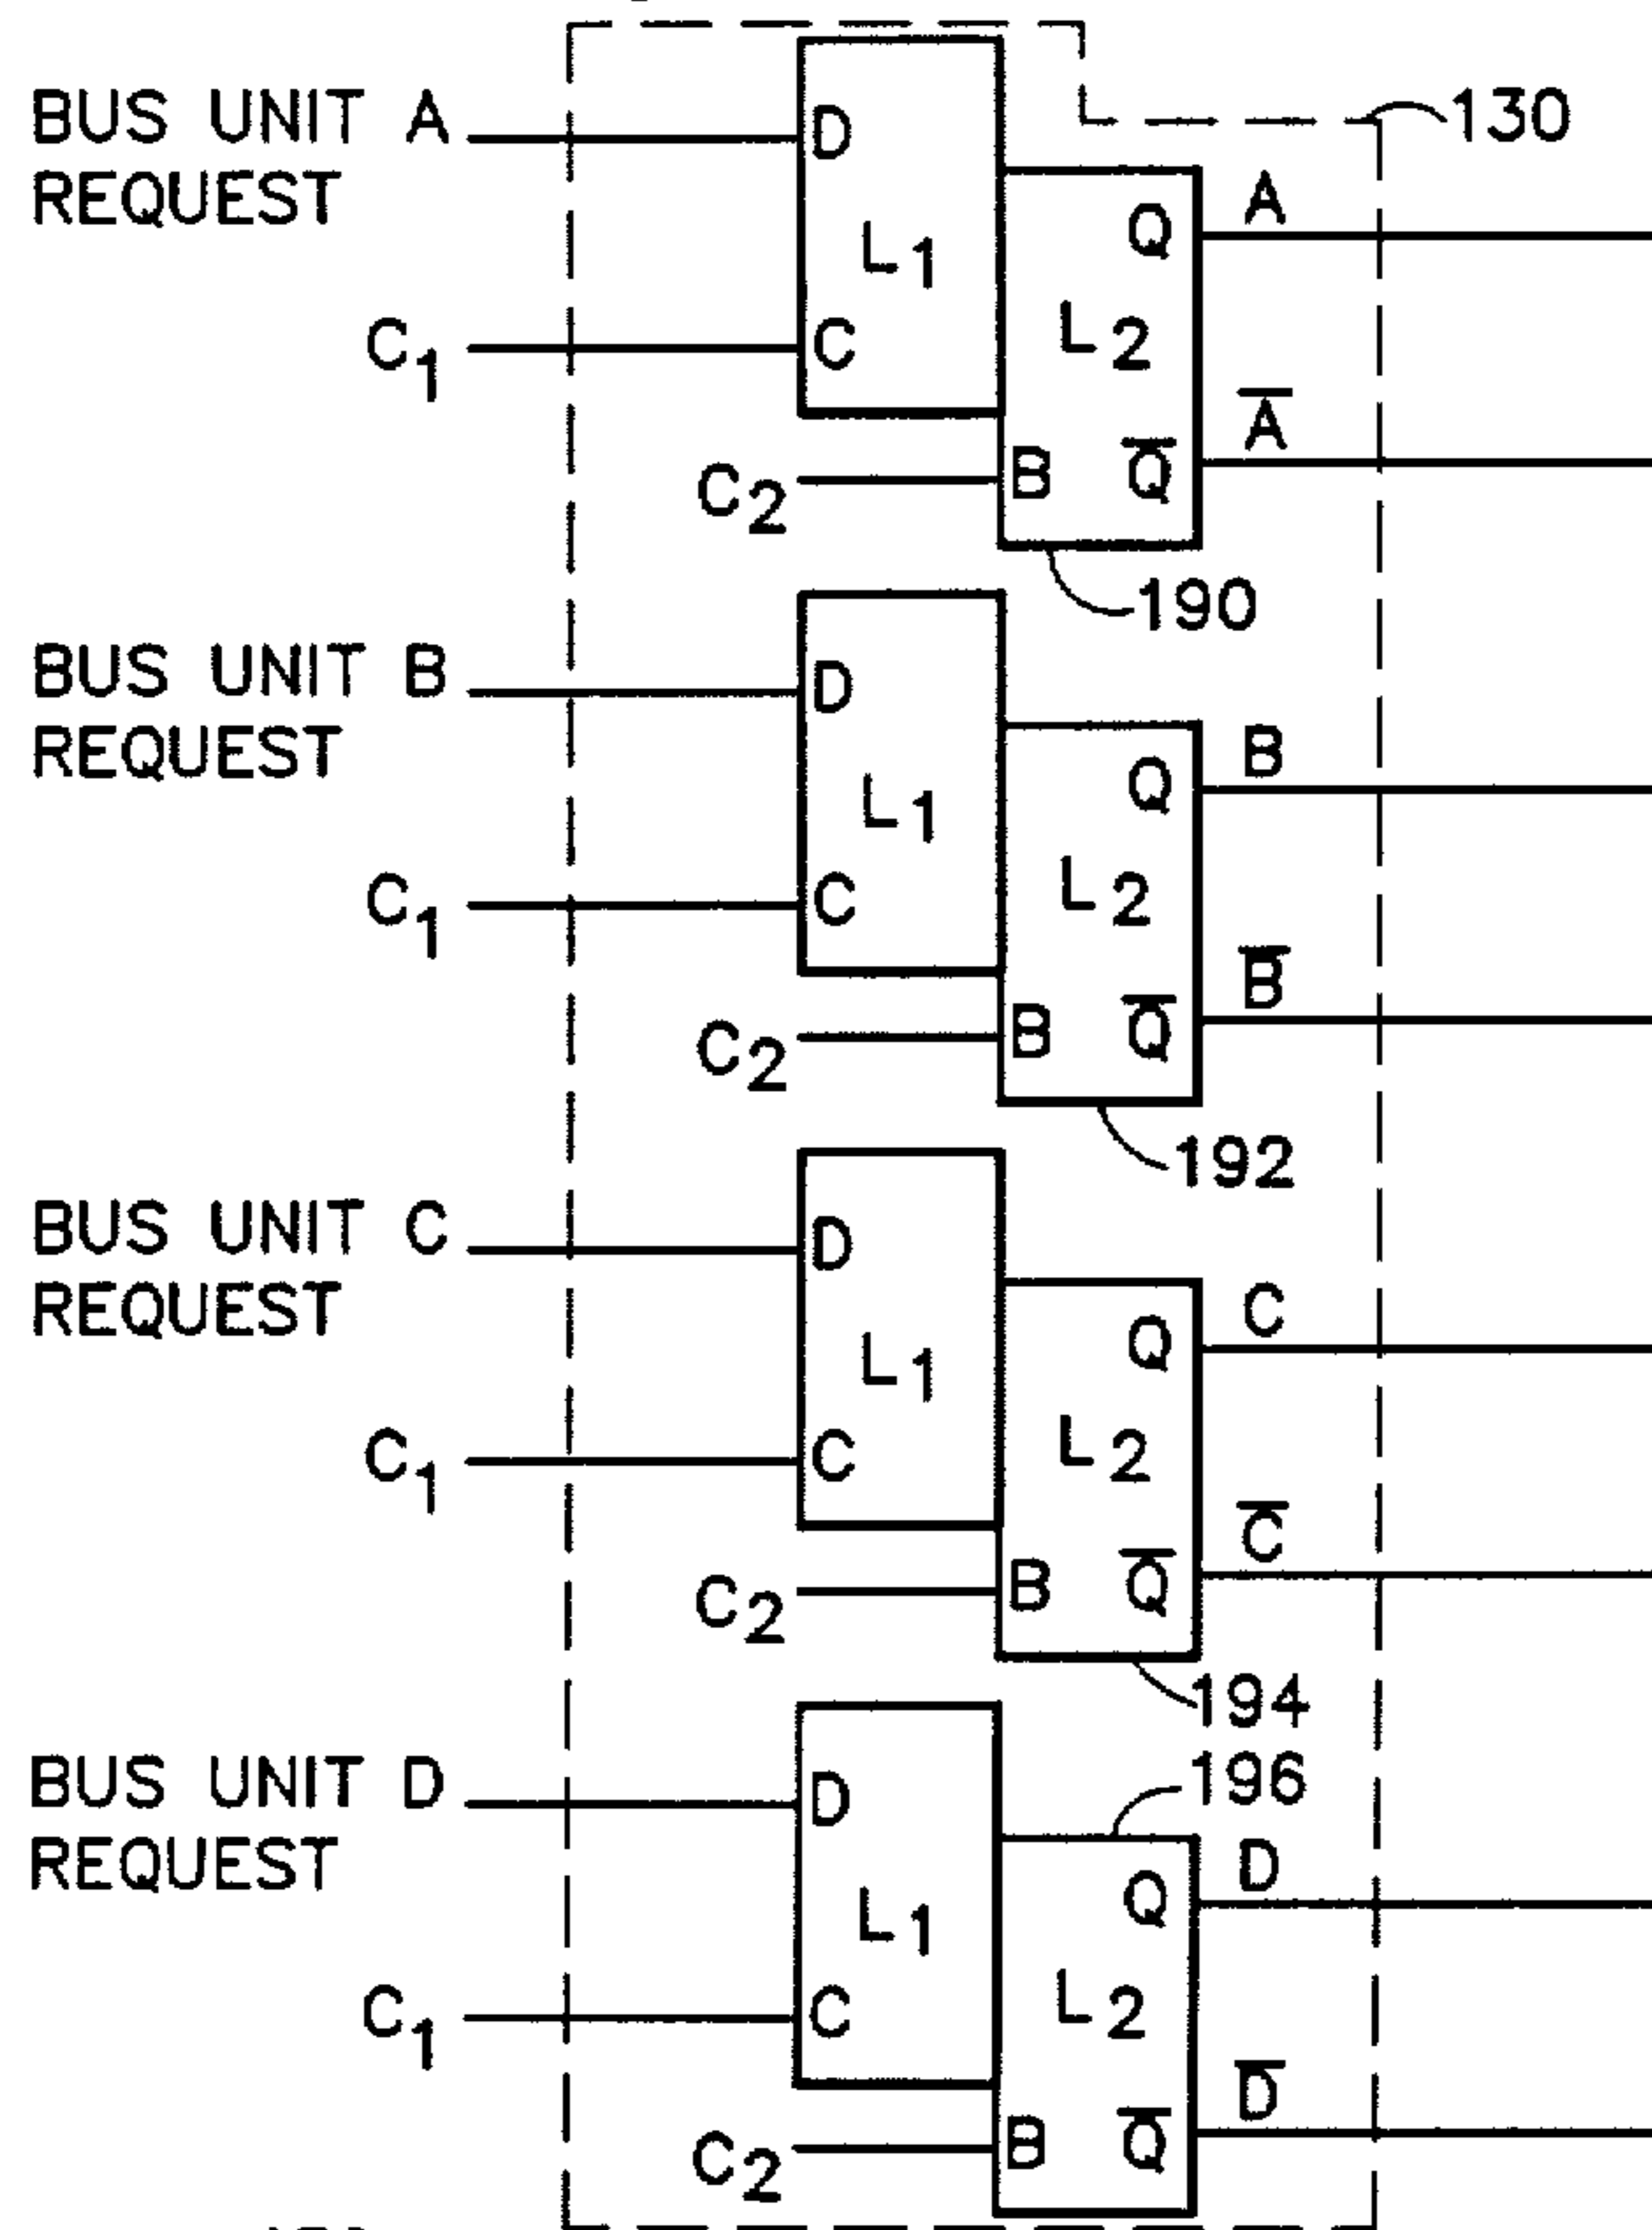 BUS UNIT A
REQUEST
D
130
A
Q
L1
L2
C1
C
A̅
C2
B
Q̅
190
BUS UNIT B
REQUEST
D
B
Q
L1
L2
C1
C
B̅
C2
B
Q̅
192
BUS UNIT C
REQUEST
D
C
Q
L1
L2
C1
C
C̅
C2
B
Q̅
194
196
BUS UNIT D
REQUEST
D
D
Q
L1
L2
C1
C
D̅
C2
B
Q̅